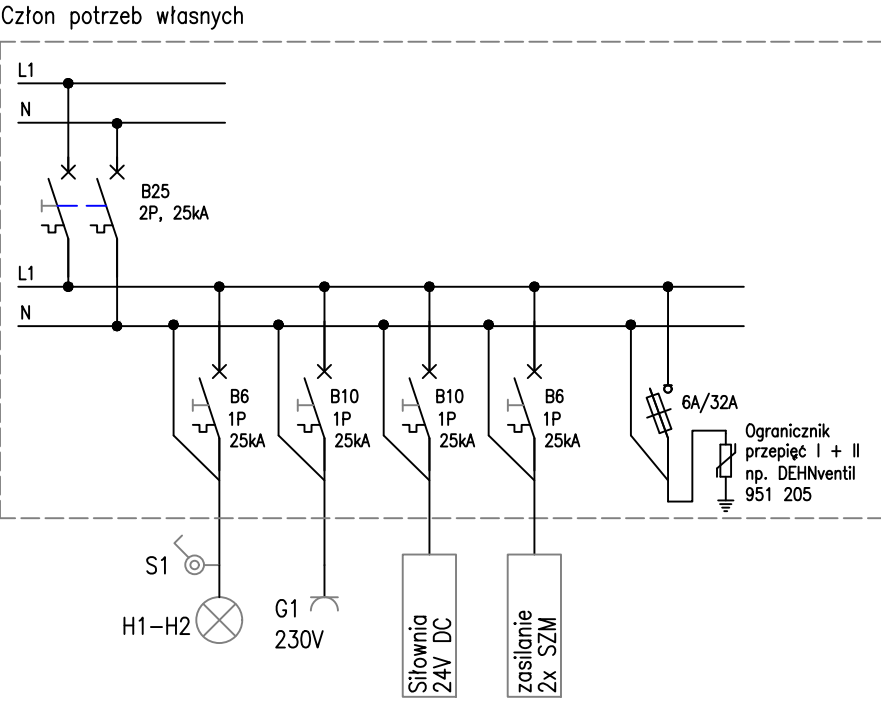 Człon potrzeb własnych
L1
N
B25
2P, 25kA
L1
N
B6
1P
25kA
B10
1P
25kA
B10
1P
25kA
B6
1P
25kA
6A/32A
Ogranicznik
przepięć I + II
np. DEHNventil
951 205
S1
H1-H2
G1
230V
Siłownia
24V DC
zasilanie
2x SZM